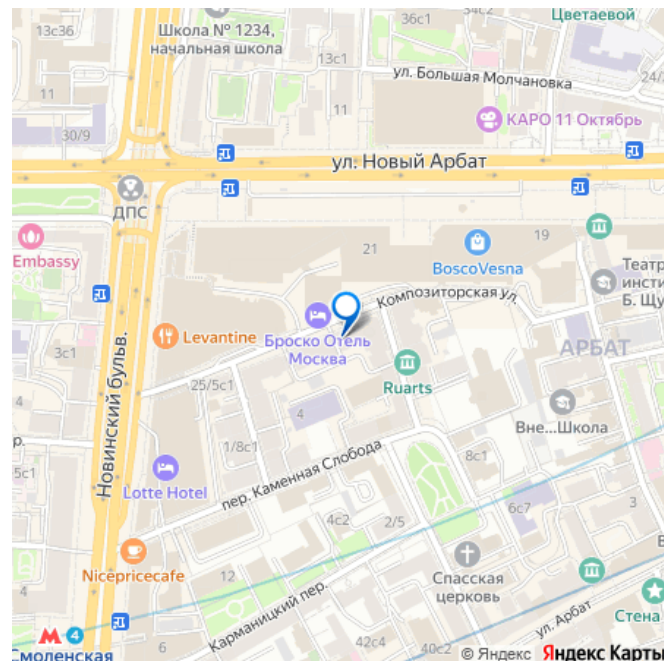 Цветаевой
13с36
Школа № 1234,
начальная школа
13с1
24/7
11
ул. Большая Молчановка
11
КАРО 11 Октябрь
30/9
ул. Новый Арбат
ДПС
21
19
Embassy
BoscoVesna
Театр
инсти
Б. Щу
Композиторская ул.
Levantine
Броско Отель
Москва
3с1
АРБАТ
Новинский бульв.
25/5с1
Ruarts
4
Вне...Школа
1/8с1
5с1
Lotte Hotel
пер. Каменная Слобода
8с1
4с2
2/5
6с7
3
Nicepricecafe
12
Спасская
церковь
Карманицкий пер.
ул. Арбат
Стена
4
Смоленская
6
42с4
40с2
© Яндекс Яндекс Карты